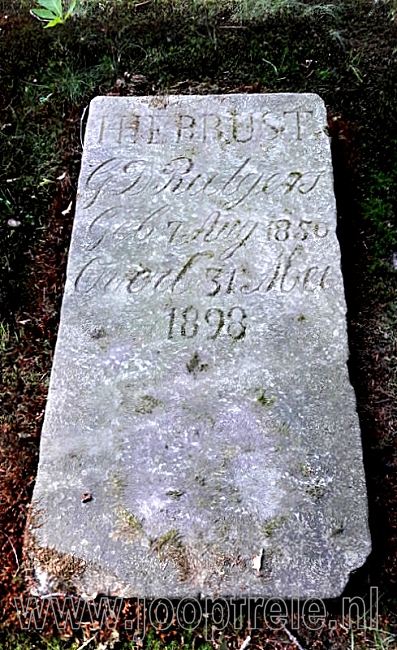 HIER RUST
G D Rutgers
Geb 7 Aug 1850
Overl 31 Mei
1898
www.jooptrele.nl